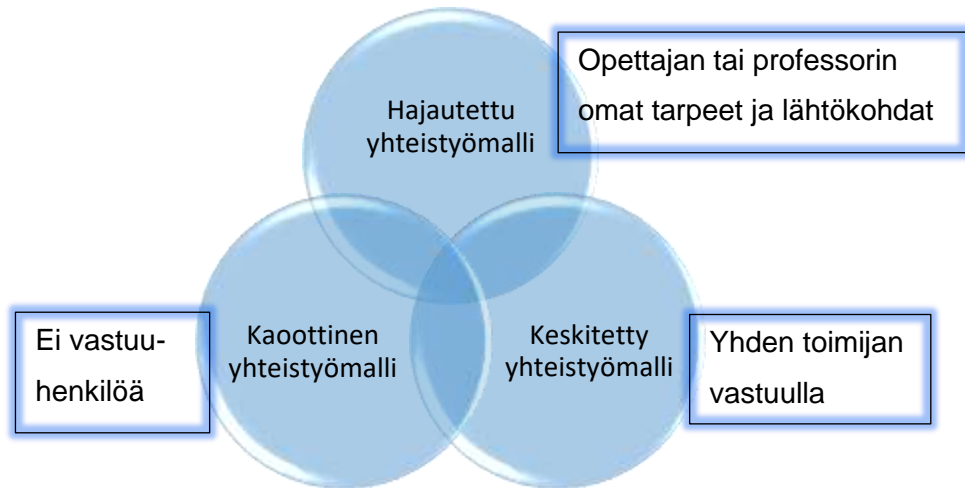 Hajautettu
yhteistyömalli
Opettajan tai professorin
omat tarpeet ja lähtökohdat
Ei vastuu-
henkilöä
Kaoottinen
yhteistyömalli
Keskitetty
yhteistyömalli
Yhden toimijan
vastuulla